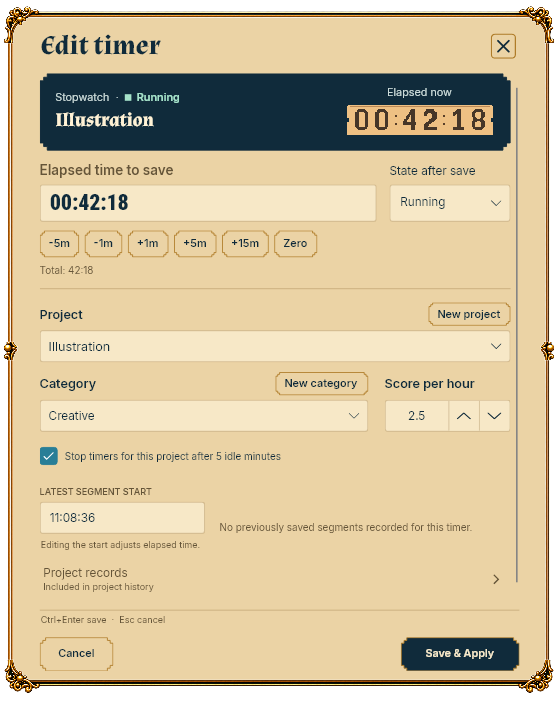 Edit timer
Stopwatch · Running
Elapsed now
Illustration
00:42:18
Elapsed time to save
State after save
00:42:18
Running
-5m
-1m
+1m
+5m
+15m
Zero
Total: 42:18
Project
New project
Illustration
Category
New category
Score per hour
Creative
2.5
Stop timers for this project after 5 idle minutes
LATEST SEGMENT START
11:08:36
No previously saved segments recorded for this timer.
Editing the start adjusts elapsed time.
Project records
Included in project history
Ctrl+Enter save · Esc cancel
Cancel
Save & Apply